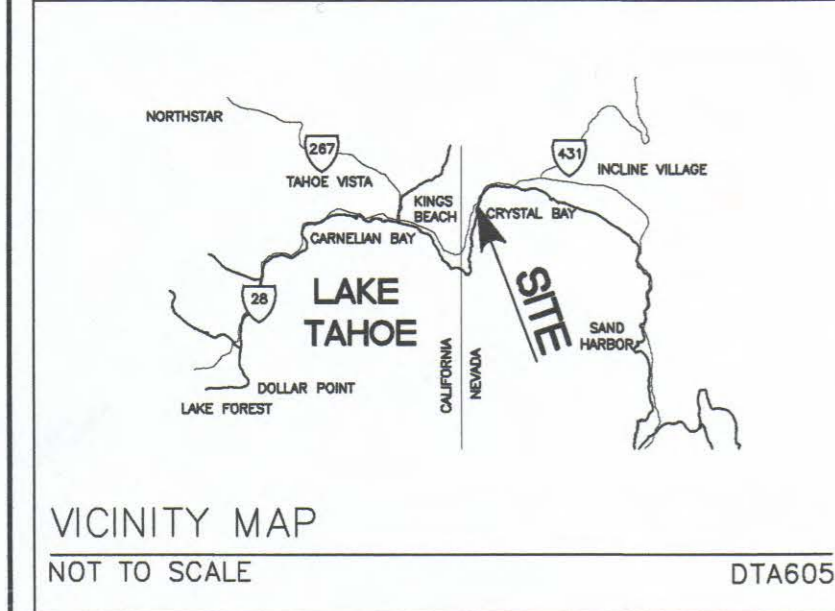 NORTHSTAR
267
TAHOE VISTA
KINGS
BEACH
431
INCLINE VILLAGE
CRYSTAL BAY
CARNELIAN BAY
28
LAKE
TAHOE
SITE
SAND
HARBOR
CALIFORNIA
NEVADA
DOLLAR POINT
LAKE FOREST
VICINITY MAP
NOT TO SCALE
DTA605